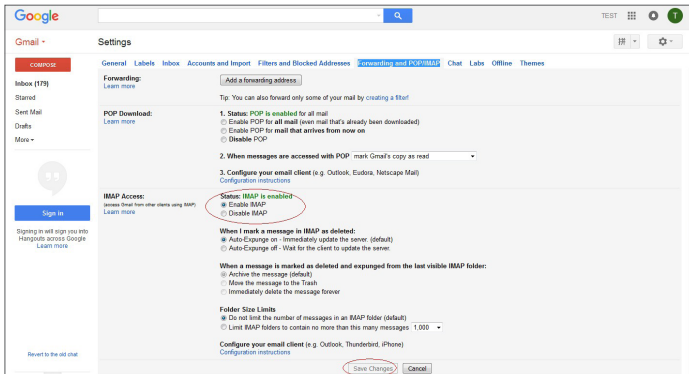 Google
TEST
T
Gmail
Settings
拼
COMPOSE
General Labels Inbox Accounts and Import Filters and Blocked Addresses Forwarding and POP/IMAP Chat Labs Offline Themes
Inbox (179)
Starred
Sent Mail
Drafts
More
Forwarding:
Learn more
Add a forwarding address
Tip: You can also forward only some of your mail by creating a filter!
POP Download:
Learn more
1. Status: POP is enabled for all mail
Enable POP for all mail (even mail that's already been downloaded)
Enable POP for mail that arrives from now on
Disable POP
2. When messages are accessed with POP mark Gmail's copy as read
3. Configure your email client (e.g. Outlook, Eudora, Netscape Mail)
Configuration instructions
Sign in
Signing in will sign you into
Hangouts across Google
Learn more
IMAP Access:
(access Gmail from other clients using IMAP)
Learn more
Status: IMAP is enabled
Enable IMAP
Disable IMAP
When I mark a message in IMAP as deleted:
Auto-Expunge on - Immediately update the server. (default)
Auto-Expunge off - Wait for the client to update the server.
When a message is marked as deleted and expunged from the last visible IMAP folder:
Archive the message (default)
Move the message to the Trash
Immediately delete the message forever
Folder Size Limits
Do not limit the number of messages in an IMAP folder (default)
Limit IMAP folders to contain no more than this many messages 1,000
Configure your email client (e.g. Outlook, Thunderbird, iPhone)
Configuration instructions
Revert to the old chat
Save Changes Cancel